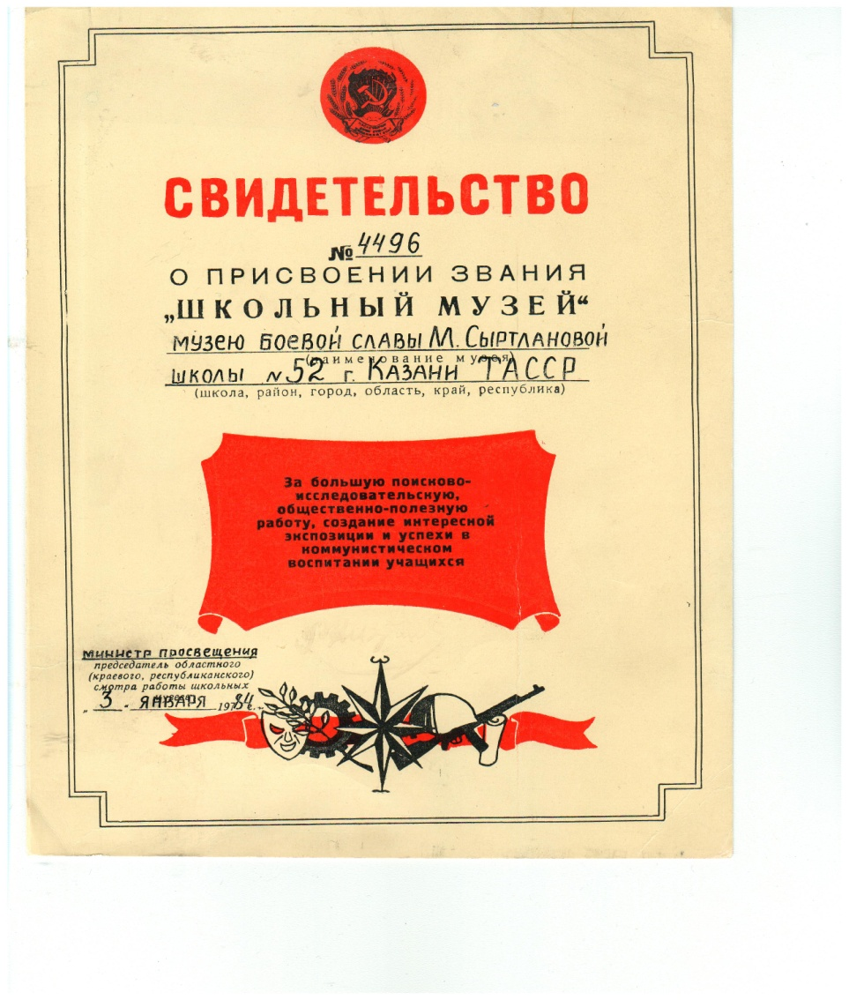 СВИДЕТЕЛЬСТВО
№ 4496
О ПРИСВОЕНИИ ЗВАНИЯ
„ШКОЛЬНЫЙ МУЗЕЙ“
МУЗЕЮ БОЕВОЙ СЛАВЫ М. СЫРТЛАНОВОЙ
(наименование музея)
ШКОЛЫ № 52 г. КАЗАНИ ТАССР
(школа, район, город, область, край, республика)
За большую поисково-
исследовательскую,
общественно-полезную
работу, создание интересной
экспозиции и успехи в
коммунистическом
воспитании учащихся
министр просвещения
председатель областного
(краевого, республиканского)
смотра работы школьных
музеев
„ 3 - ЯНВАРЯ 1984 г.